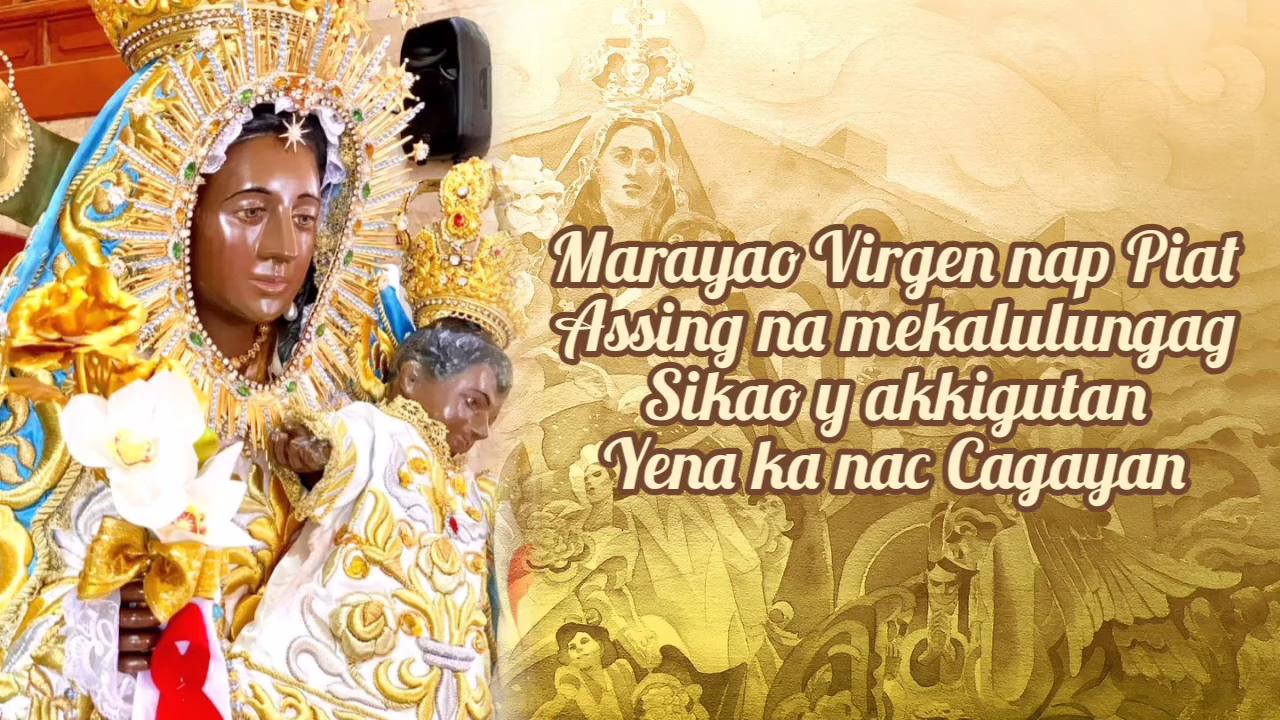 Marayao Virgen nap Piat
Assing na mekalulungag
Sikao y akkigutan
Yena ka nac Cagayan